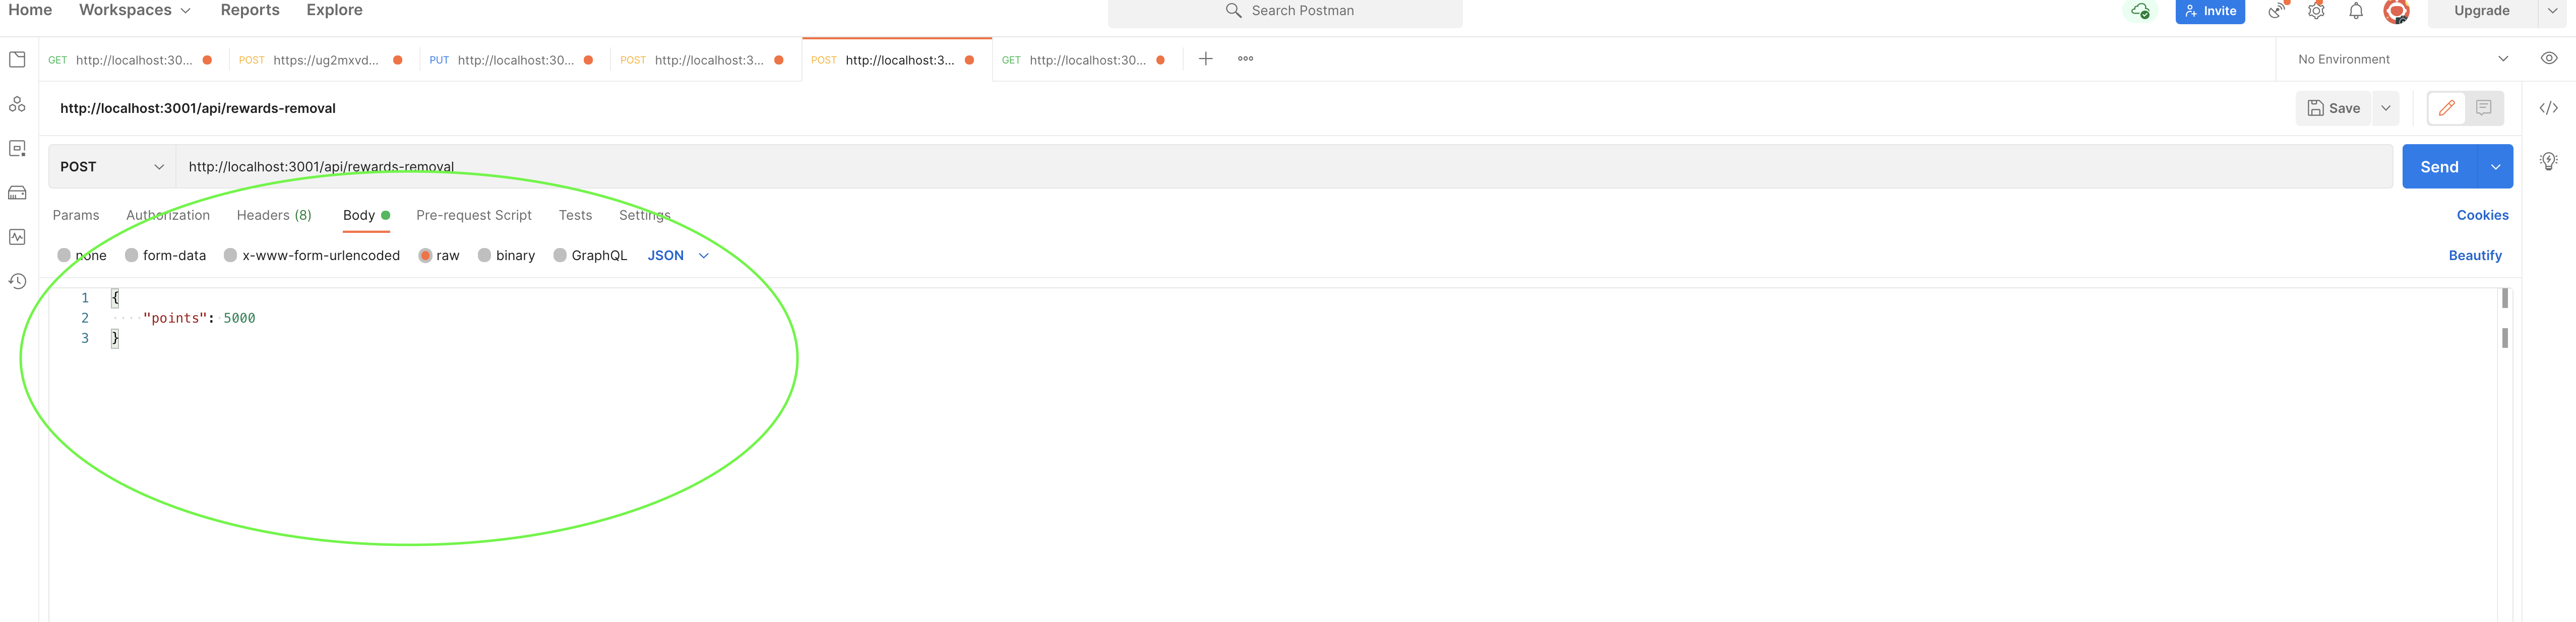 Home Workspaces Reports Explore Search Postman Invite Upgrade
GET http://localhost:30... POST https://ug2mxvd... PUT http://localhost:30... POST http://localhost:3... POST http://localhost:3... GET http://localhost:30... No Environment
http://localhost:3001/api/rewards-removal Save
POST http://localhost:3001/api/rewards-removal Send
Params Authorization Headers (8) Body Pre-request Script Tests Settings Cookies
none form-data x-www-form-urlencoded raw binary GraphQL JSON Beautify
1 {
2 "points": 5000
3 }